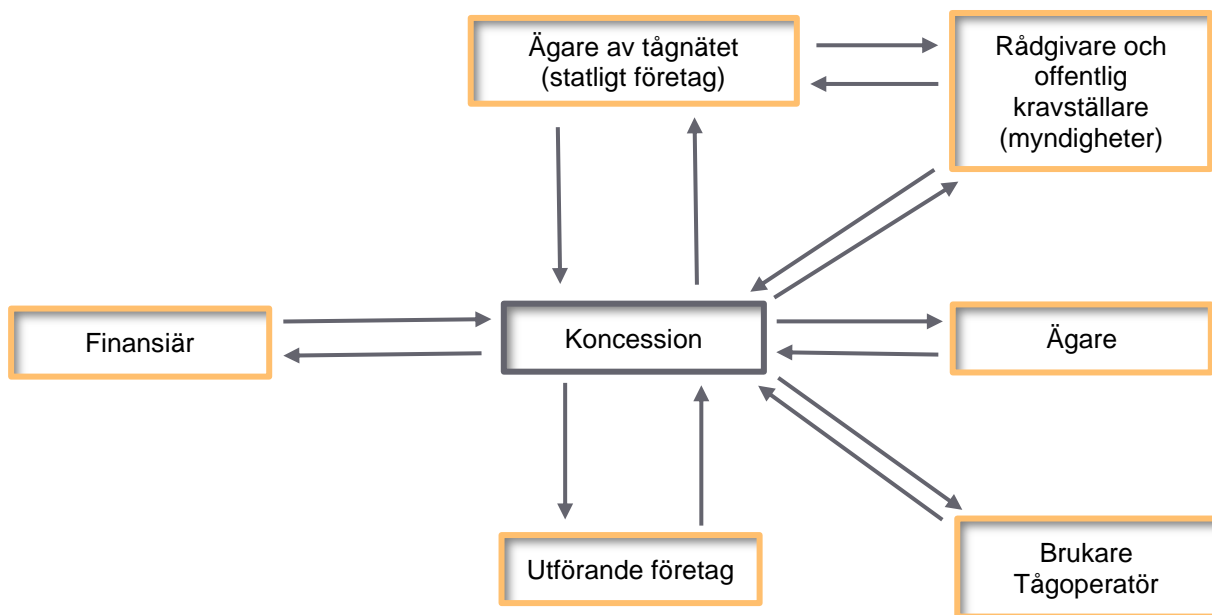 Ägare av tågnätet
(statligt företag)
Rådgivare och
offentlig
kravställare
(myndigheter)
Finansiär
Koncession
Ägare
Utförande företag
Brukare
Tågoperatör